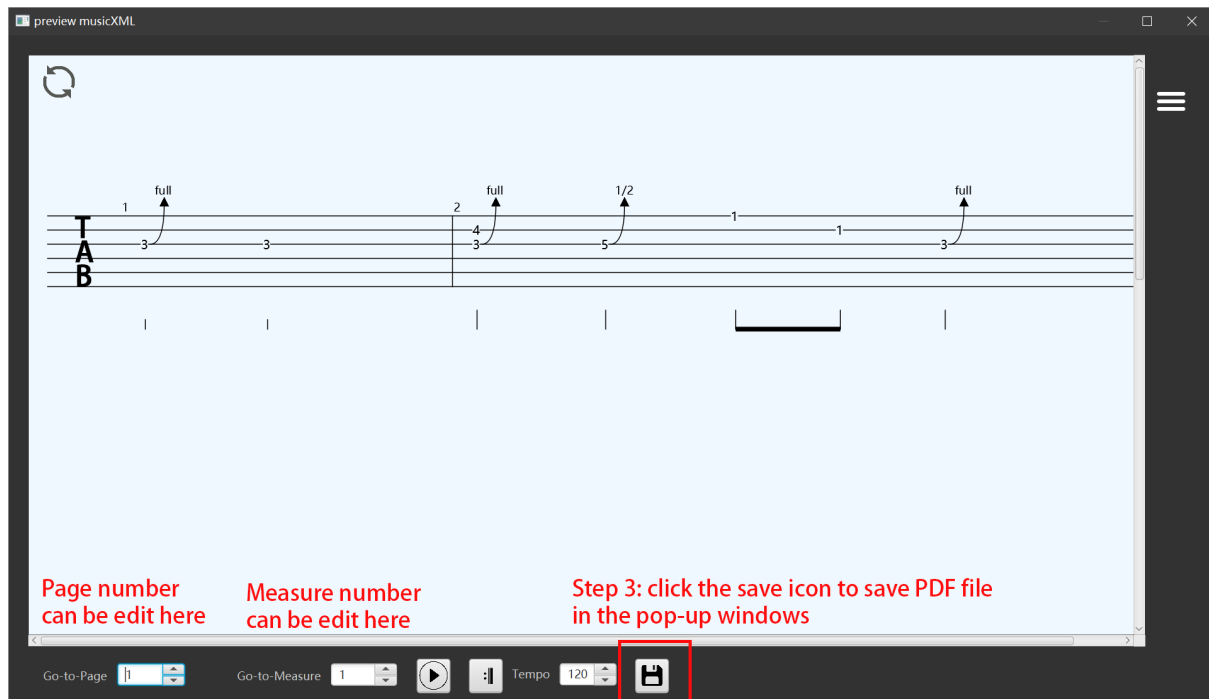 preview musicXML
full full 1/2 full
1 2
1
T 4 1
A 3 3 3 5 3
B
Page number
can be edit here
Measure number
can be edit here
Step 3: click the save icon to save PDF file
in the pop-up windows
Go-to-Page 1 Go-to-Measure 1 Tempo 120